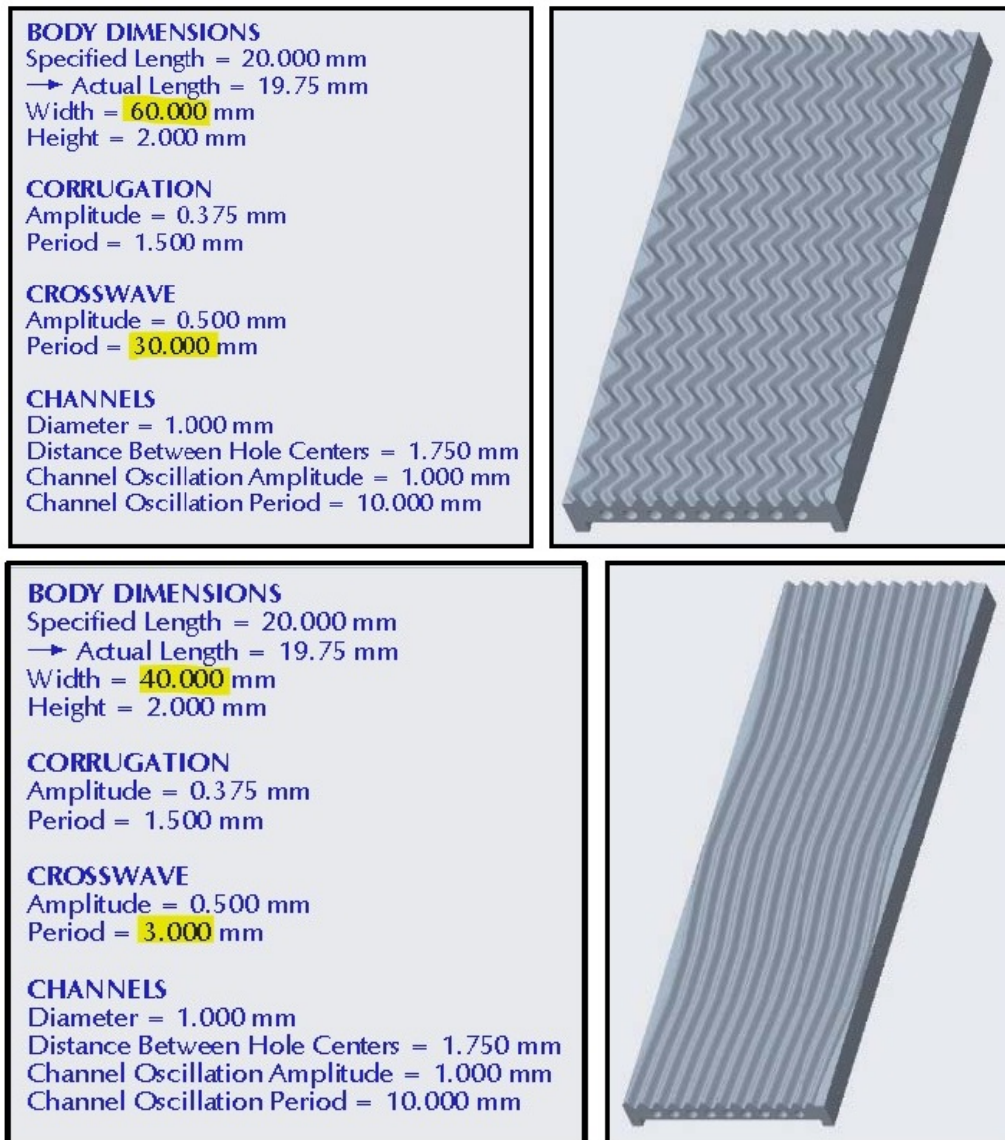 BODY DIMENSIONS
Specified Length = 20.000 mm
→ Actual Length = 19.75 mm
Width = 60.000 mm
Height = 2.000 mm
CORRUGATION
Amplitude = 0.375 mm
Period = 1.500 mm
CROSSWAVE
Amplitude = 0.500 mm
Period = 30.000 mm
CHANNELS
Diameter = 1.000 mm
Distance Between Hole Centers = 1.750 mm
Channel Oscillation Amplitude = 1.000 mm
Channel Oscillation Period = 10.000 mm
BODY DIMENSIONS
Specified Length = 20.000 mm
→ Actual Length = 19.75 mm
Width = 40.000 mm
Height = 2.000 mm
CORRUGATION
Amplitude = 0.375 mm
Period = 1.500 mm
CROSSWAVE
Amplitude = 0.500 mm
Period = 3.000 mm
CHANNELS
Diameter = 1.000 mm
Distance Between Hole Centers = 1.750 mm
Channel Oscillation Amplitude = 1.000 mm
Channel Oscillation Period = 10.000 mm